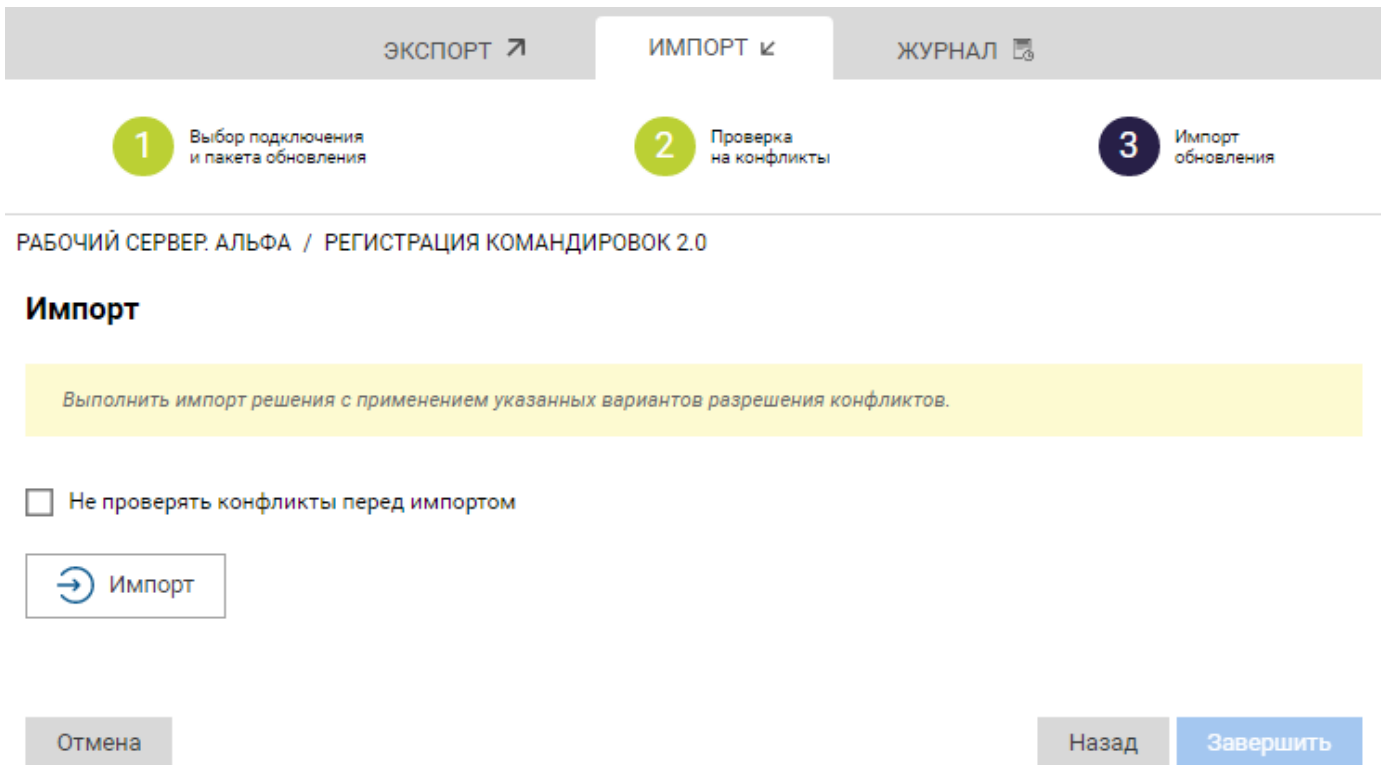 ЭКСПОРТ
ИМПОРТ
ЖУРНАЛ
1
Выбор подключения
и пакета обновления
2
Проверка
на конфликты
3
Импорт
обновления
РАБОЧИЙ СЕРВЕР. АЛЬФА / РЕГИСТРАЦИЯ КОМАНДИРОВОК 2.0
Импорт
Выполнить импорт решения с применением указанных вариантов разрешения конфликтов.
Не проверять конфликты перед импортом
Импорт
Отмена
Назад
Завершить